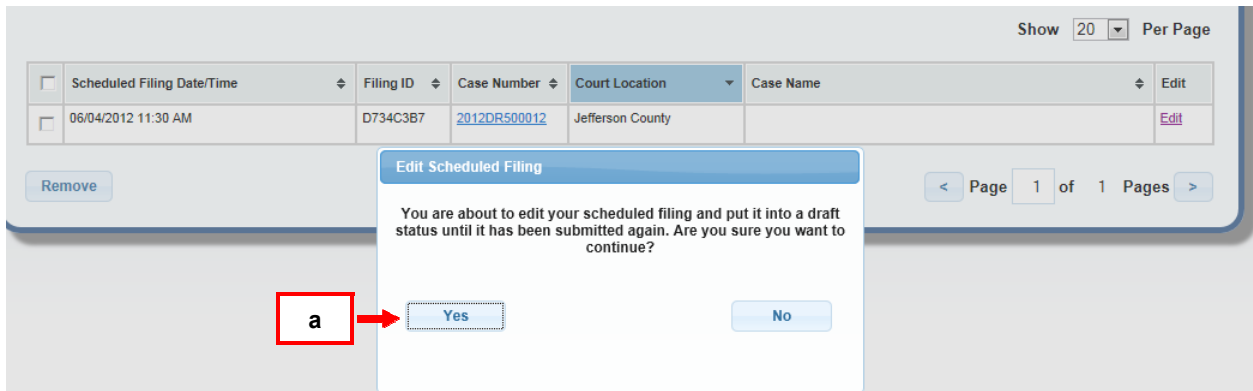 Show 20 Per Page
Scheduled Filing Date/Time Filing ID Case Number Court Location Case Name Edit
06/04/2012 11:30 AM D734C3B7 2012DR500012 Jefferson County Edit
Remove
< Page 1 of 1 Pages >
Edit Scheduled Filing
You are about to edit your scheduled filing and put it into a draft
status until it has been submitted again. Are you sure you want to
continue?
a Yes No